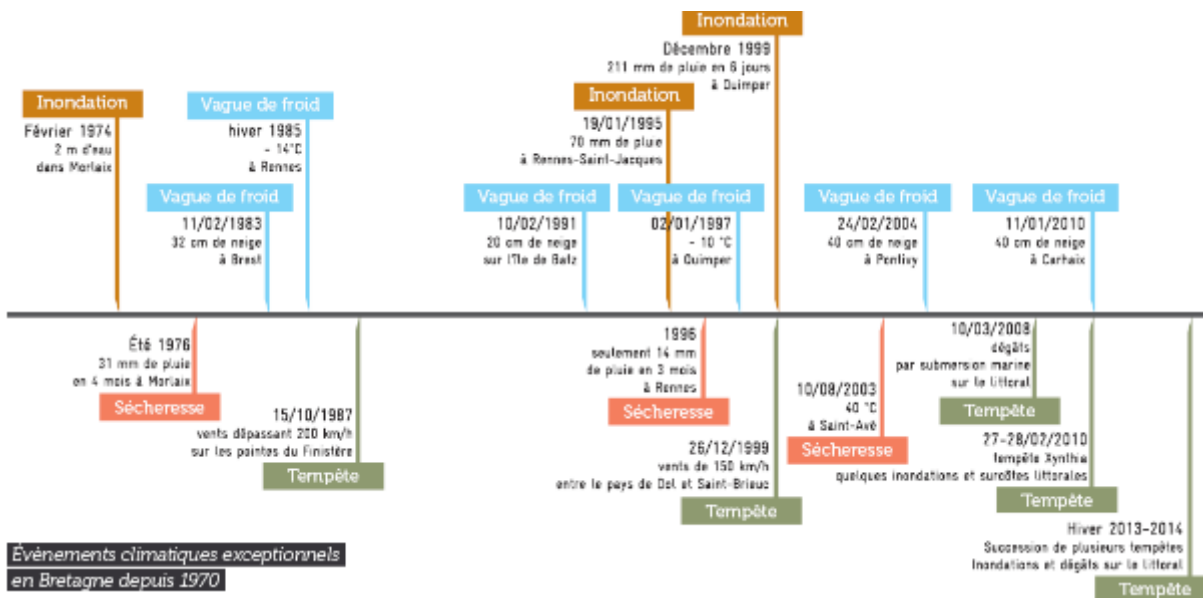 Inondation
Décembre 1999
211 mm de pluie en 6 jours
à Quimper
Inondation
Février 1974
2 m d'eau
dans Morlaix
Vague de froid
hiver 1985
- 14°C
à Rennes
Inondation
19/01/1995
70 mm de pluie
à Rennes-Saint-Jacques
Vague de froid
11/02/1983
32 cm de neige
à Brest
Vague de froid
10/02/1991
20 cm de neige
sur l'île de Batz
Vague de froid
02/01/1997
- 10 °C
à Quimper
Vague de froid
24/02/2004
40 cm de neige
à Pontivy
Vague de froid
11/01/2010
40 cm de neige
à Carhaix
Été 1976
31 mm de pluie
en 4 mois à Morlaix
Sécheresse
15/10/1987
vents dépassant 200 km/h
sur les pointes du Finistère
Tempête
1996
seulement 14 mm
de pluie en 3 mois
à Rennes
Sécheresse
26/12/1999
vents de 150 km/h
entre le pays de Dol et Saint-Brieuc
Tempête
10/08/2003
40 °C
à Saint-Avé
Sécheresse
10/03/2008
dégâts
par submersion marine
sur le littoral
Tempête
27-28/02/2010
tempête Xynthia
quelques inondations et surcôtes littorales
Tempête
Hiver 2013-2014
Succession de plusieurs tempêtes
Inondations et dégâts sur le littoral
Tempête
Évènements climatiques exceptionnels
en Bretagne depuis 1970